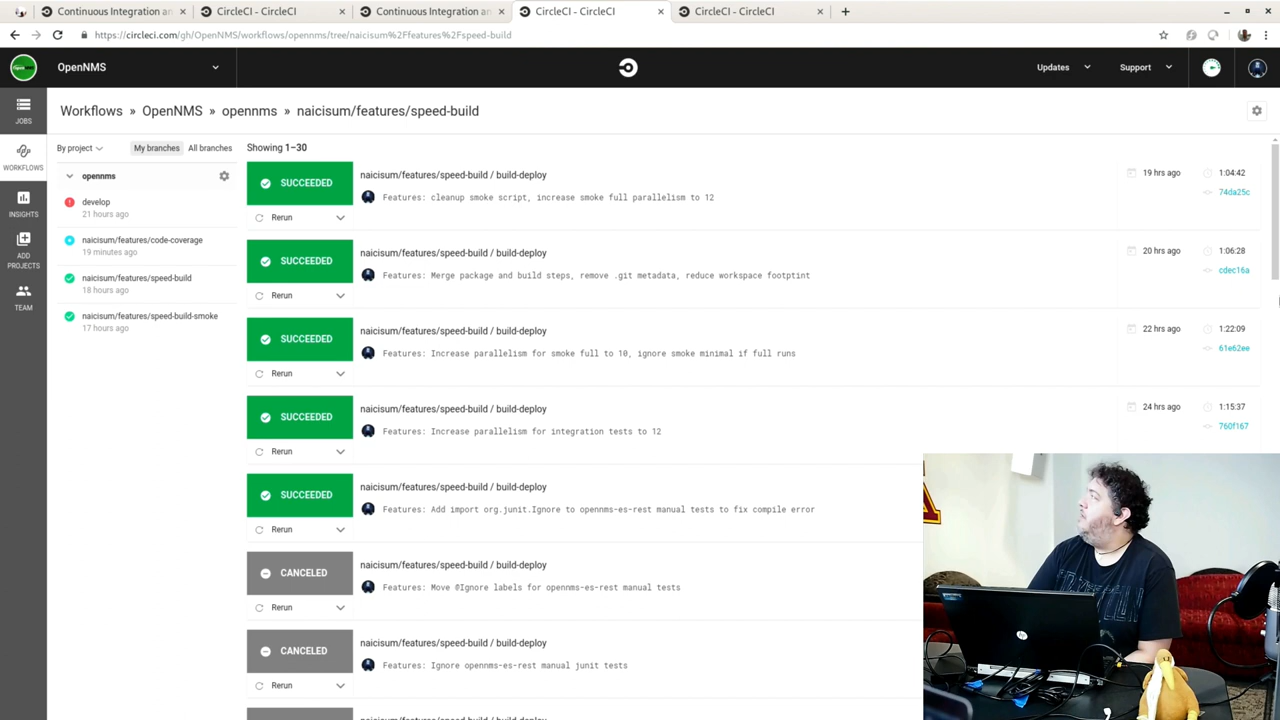 Continuous Integration an
CircleCI - CircleCI
Continuous Integration an
CircleCI - CircleCI
CircleCI - CircleCI
https://circleci.com/gh/OpenNMS/workflows/opennms/tree/naicisum%2Ffeatures%2Fspeed-build
OpenNMS
Updates
Support
JOBS
WORKFLOWS
INSIGHTS
ADD
PROJECTS
TEAM
Workflows » OpenNMS » opennms » naicisum/features/speed-build
By project
My branches
All branches
opennms
develop
21 hours ago
naicisum/features/code-coverage
19 minutes ago
naicisum/features/speed-build
18 hours ago
naicisum/features/speed-build-smoke
17 hours ago
Showing 1–30
SUCCEEDED
Rerun
naicisum/features/speed-build / build-deploy
Features: cleanup smoke script, increase smoke full parallelism to 12
19 hrs ago
1:04:42
74da25c
SUCCEEDED
Rerun
naicisum/features/speed-build / build-deploy
Features: Merge package and build steps, remove .git metadata, reduce workspace footptint
20 hrs ago
1:06:28
cdec16a
SUCCEEDED
Rerun
naicisum/features/speed-build / build-deploy
Features: Increase parallelism for smoke full to 10, ignore smoke minimal if full runs
22 hrs ago
1:22:09
61e62ee
SUCCEEDED
Rerun
naicisum/features/speed-build / build-deploy
Features: Increase parallelism for integration tests to 12
24 hrs ago
1:15:37
760f167
SUCCEEDED
Rerun
naicisum/features/speed-build / build-deploy
Features: Add import org.junit.Ignore to opennms-es-rest manual tests to fix compile error
CANCELED
Rerun
naicisum/features/speed-build / build-deploy
Features: Move @Ignore labels for opennms-es-rest manual tests
CANCELED
Rerun
naicisum/features/speed-build / build-deploy
Features: Ignore opennms-es-rest manual junit tests
naicisum/features/speed-build / build-deploy